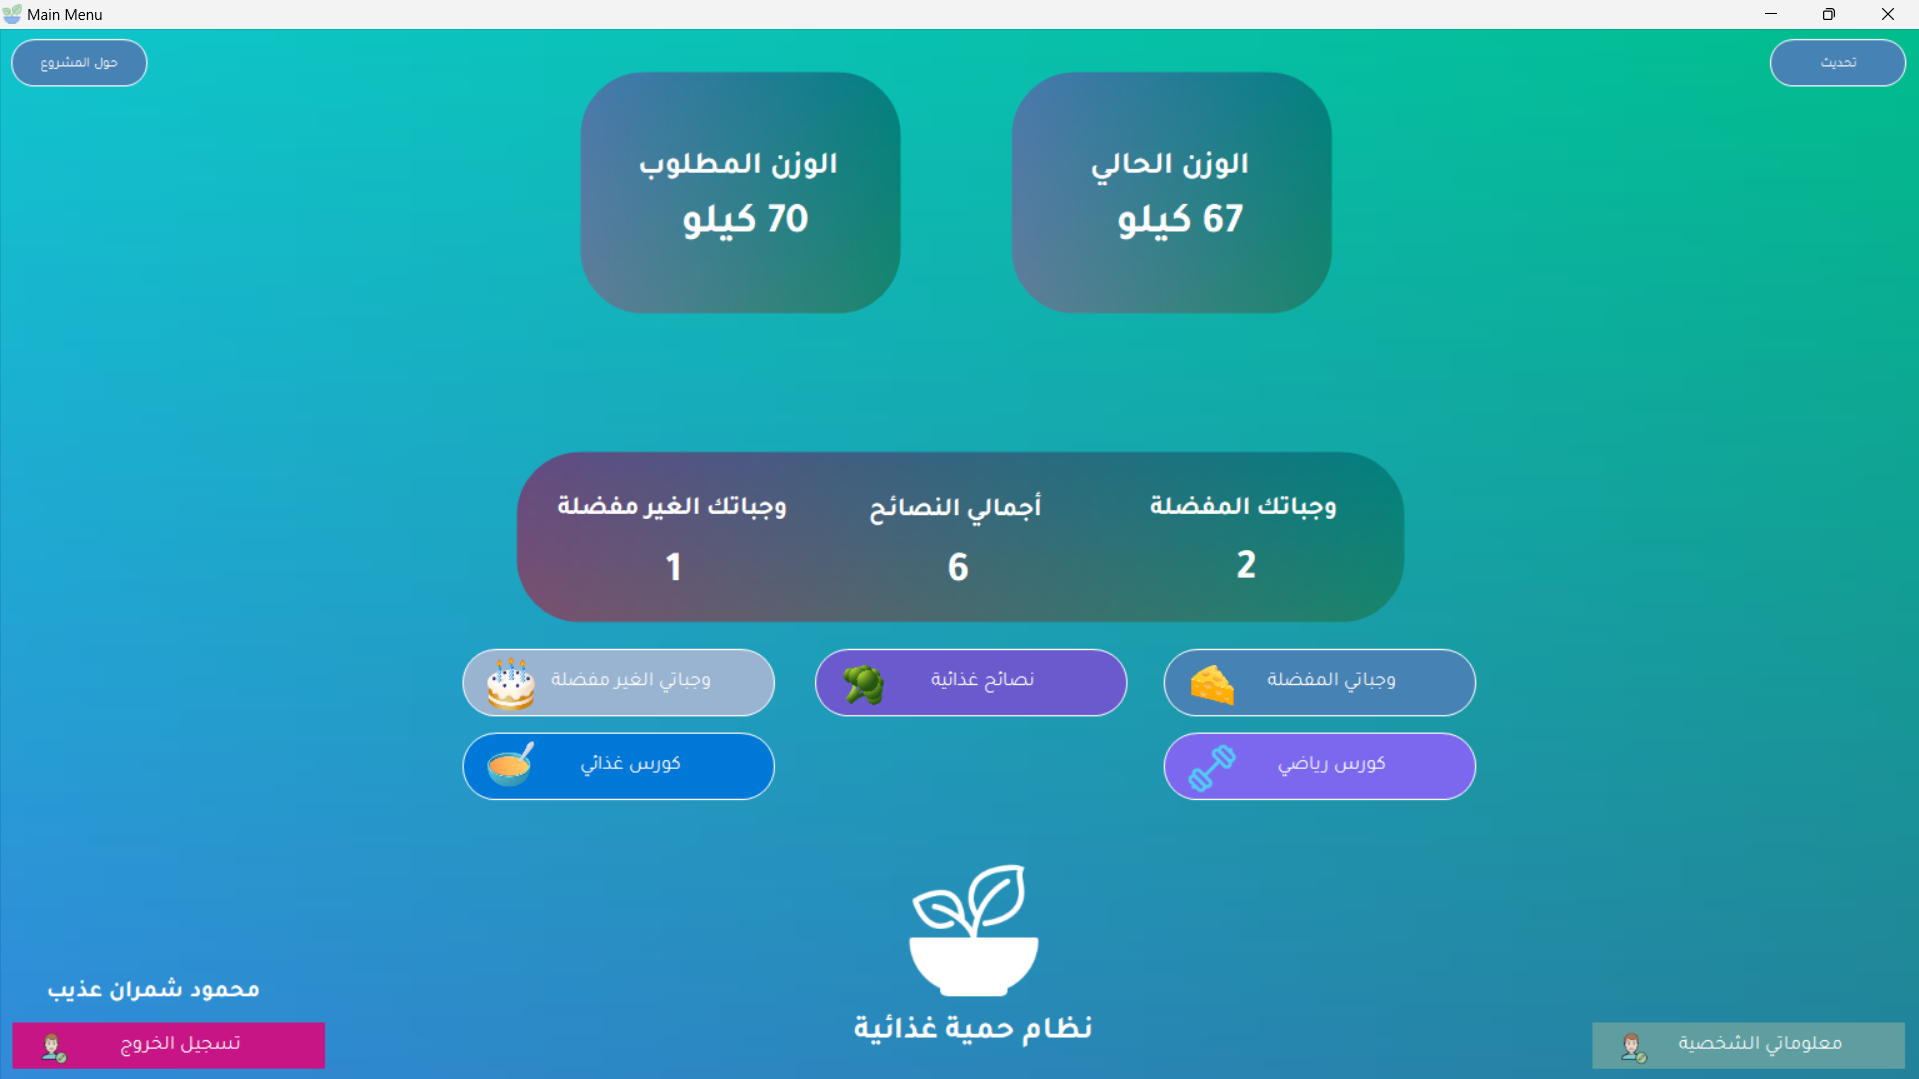 Main Menu
تحديث
حول المشروع
الوزن الحالي
67 كيلو
الوزن المطلوب
70 كيلو
وجباتك المفضلة
2
أجمالي النصائح
6
وجباتك الغير مفضلة
1
وجباتي المفضلة
نصائح غذائية
وجباتي الغير مفضلة
كورس رياضي
كورس غذائي
نظام حمية غذائية
محمود شمران عذيب
معلوماتي الشخصية
تسجيل الخروج